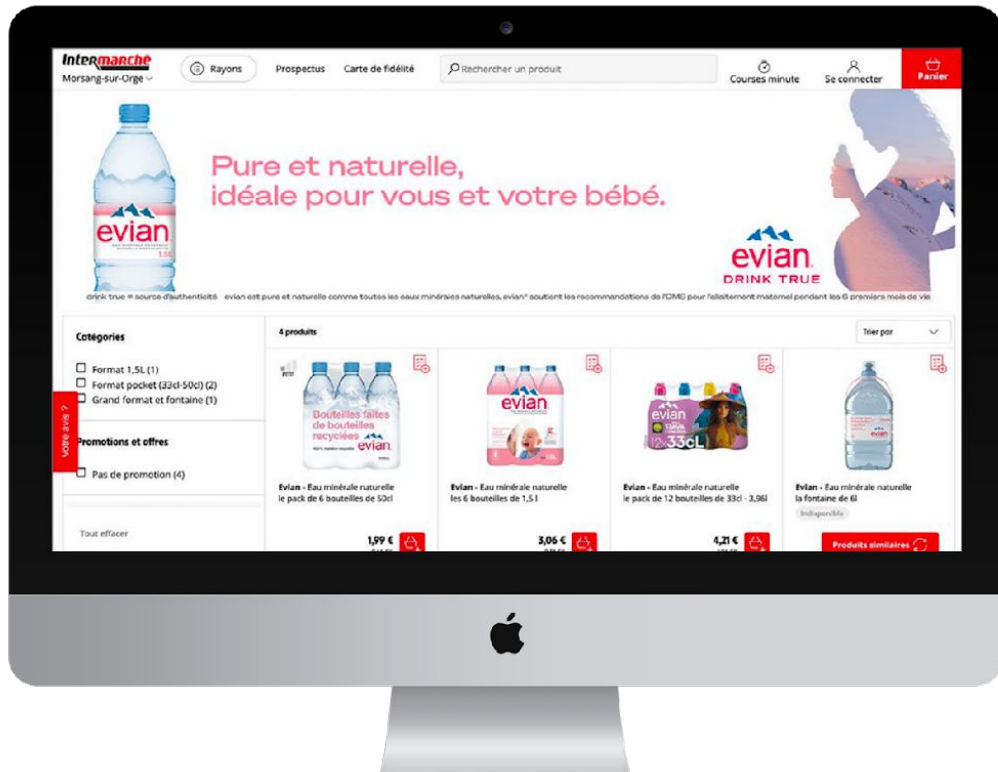 Intermarche
Morsang-sur-Orge
Rayons
Prospectus
Carte de fidélité
Rechercher un produit
Courses minute
Se connecter
Panier
evian
1.5L
Pure et naturelle,
idéale pour vous et votre bébé.
evian
DRINK TRUE
drink true = source d'authenticité evian est pure et naturelle comme toutes les eaux minérales naturelles, evian® soutient les recommandations de l'OMS pour l'allaitement maternel pendant les 6 premiers mois de vie
Catégories
Format 1,5L (1)
Format pocket (33cl-50cl) (2)
Grand format et fontaine (1)
Votre avis ?
Promotions et offres
Pas de promotion (4)
Tout effacer
4 produits
Trier par
PETIT
Bouteilles faites
de bouteilles
recyclées
evian
Evian - Eau minérale naturelle
le pack de 6 bouteilles de 50cl
1,99 €
evian
Evian - Eau minérale naturelle
les 6 bouteilles de 1,5 l
3,06 €
evian
12x33cL
Evian - Eau minérale naturelle
le pack de 12 bouteilles de 33cl - 3,96l
4,21 €
evian
Evian - Eau minérale naturelle
la fontaine de 6l
Indisponible
Produits similaires